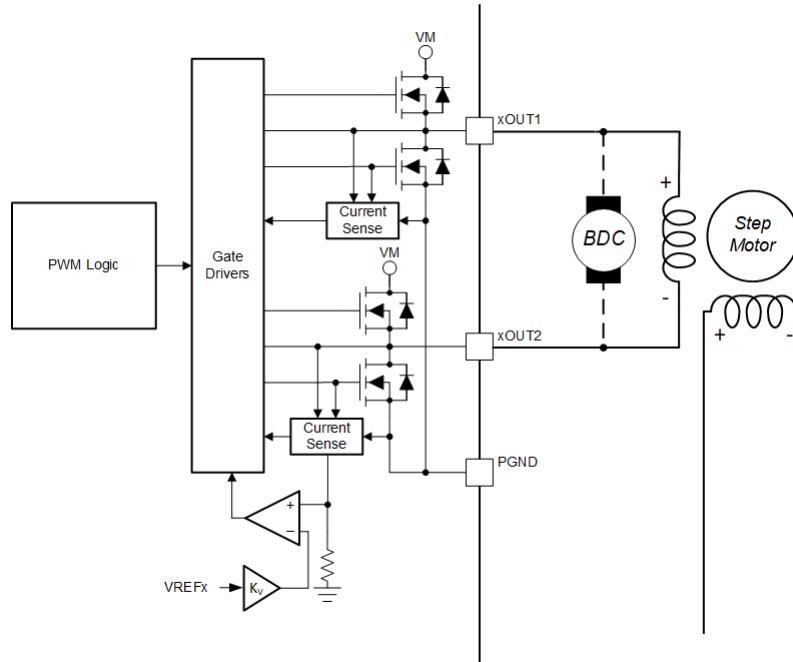 VM
xOUT1
Current
Sense
PWM Logic
Gate
Drivers
VM
+
BDC
Step
Motor
-
xOUT2
+
-
Current
Sense
PGND
+
−
VREFx
KV